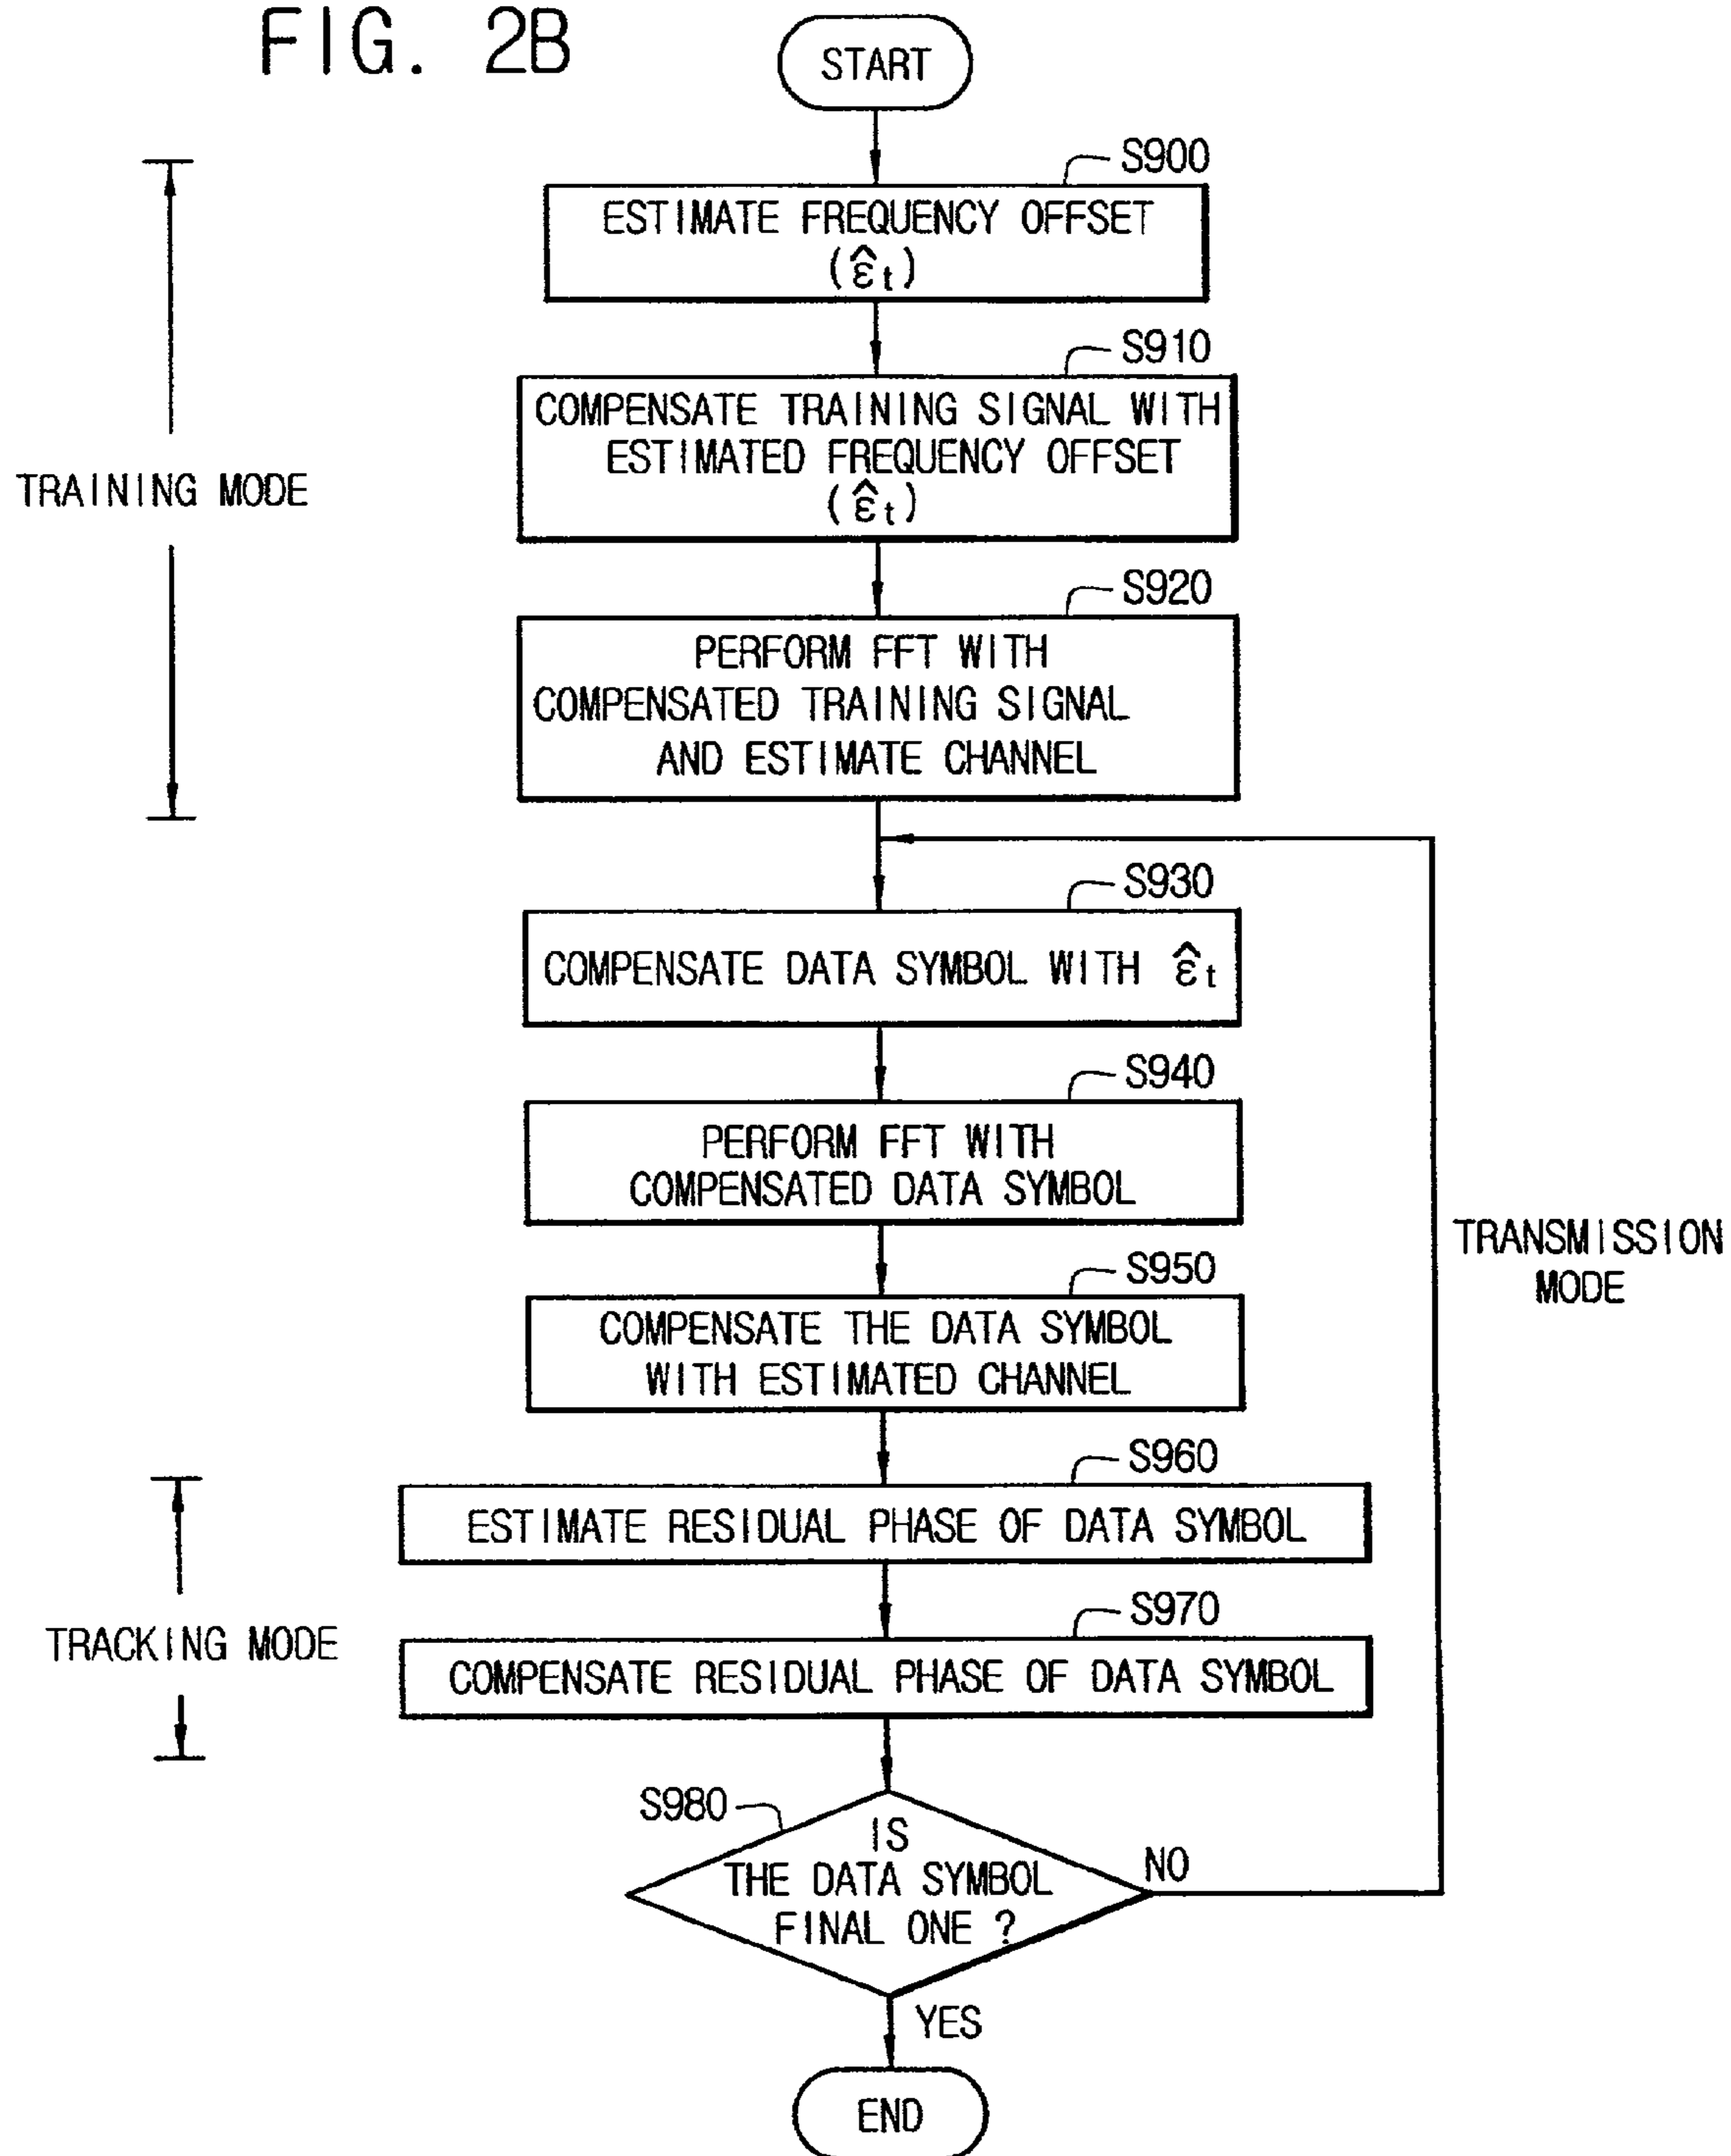 FIG. 2B
START
S900
ESTIMATE FREQUENCY OFFSET
(ε̂t)
S910
COMPENSATE TRAINING SIGNAL WITH
ESTIMATED FREQUENCY OFFSET
(ε̂t)
TRAINING MODE
S920
PERFORM FFT WITH
COMPENSATED TRAINING SIGNAL
AND ESTIMATE CHANNEL
S930
COMPENSATE DATA SYMBOL WITH ε̂t
S940
PERFORM FFT WITH
COMPENSATED DATA SYMBOL
TRANSMISSION
MODE
S950
COMPENSATE THE DATA SYMBOL
WITH ESTIMATED CHANNEL
S960
ESTIMATE RESIDUAL PHASE OF DATA SYMBOL
TRACKING MODE
S970
COMPENSATE RESIDUAL PHASE OF DATA SYMBOL
S980
IS
THE DATA SYMBOL
FINAL ONE ?
NO
YES
END